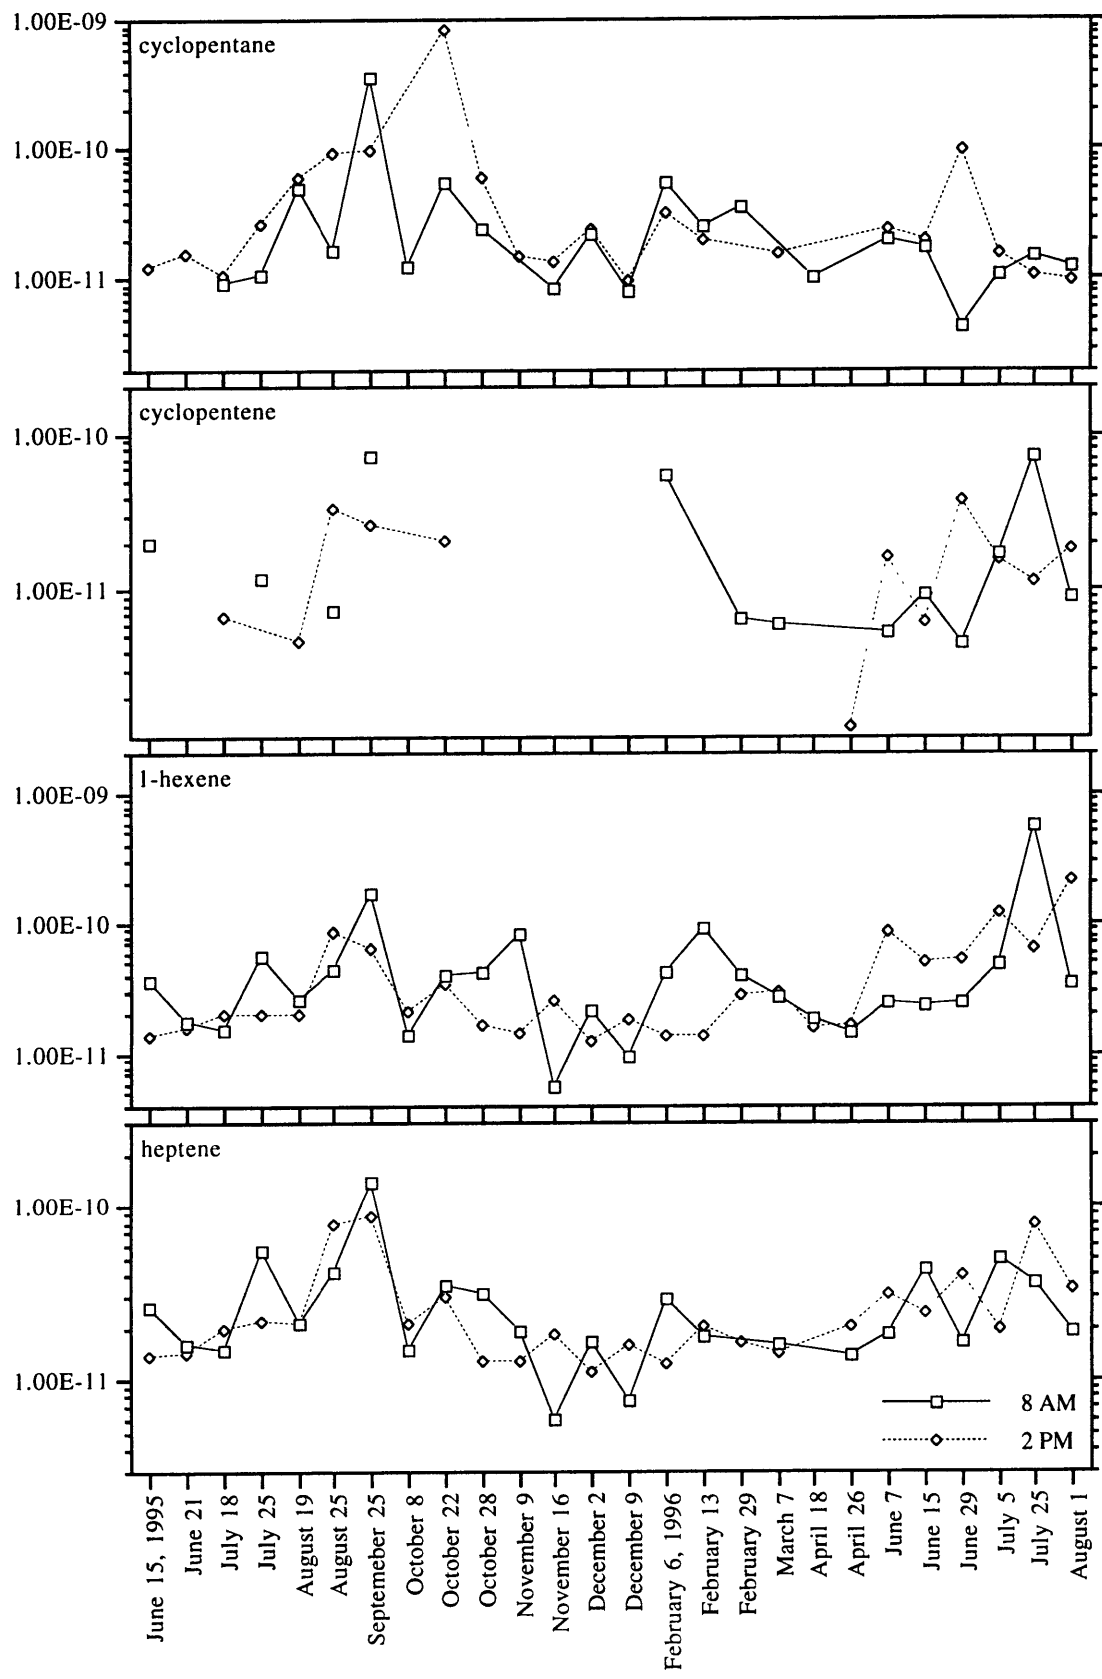 1.00E-09
cyclopentane
1.00E-10
1.00E-11
cyclopentene
1.00E-10
1.00E-11
1-hexene
1.00E-09
1.00E-10
1.00E-11
heptene
1.00E-10
1.00E-11
8 AM
2 PM
June 15, 1995
June 21
July 18
July 25
August 19
August 25
Septemeber 25
October 8
October 22
October 28
November 9
November 16
December 2
December 9
February 6, 1996
February 13
February 29
March 7
April 18
April 26
June 7
June 15
June 29
July 5
July 25
August 1